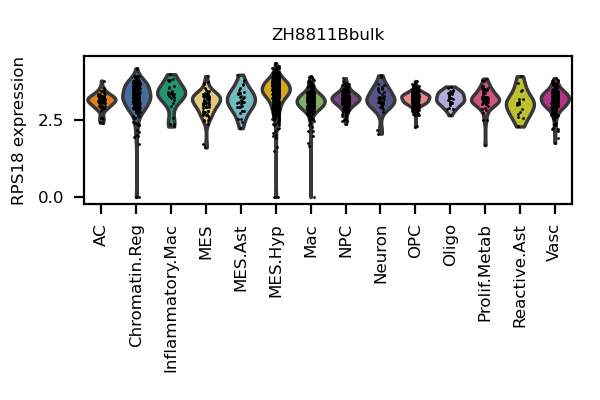 ZH8811Bbulk
RPS18 expression
2.5
0.0
AC
Chromatin.Reg
Inflammatory.Mac
MES
MES.Ast
MES.Hyp
Mac
NPC
Neuron
OPC
Oligo
Prolif.Metab
Reactive.Ast
Vasc